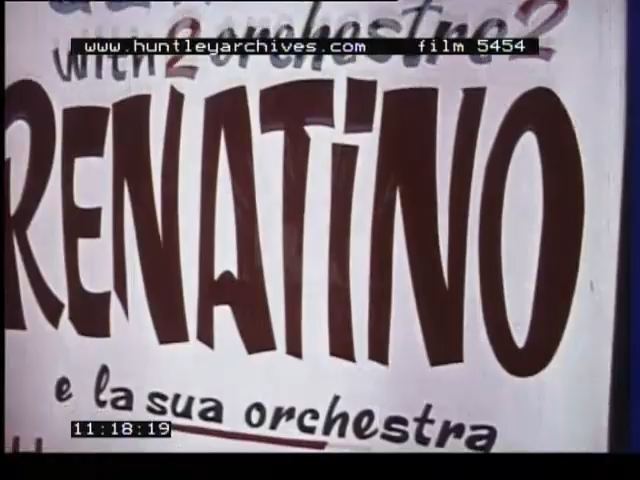 www.huntleyarchives.com film 5454
with 2 orchestre 2
RENATiNO
e la sua orchestra
11:18:19